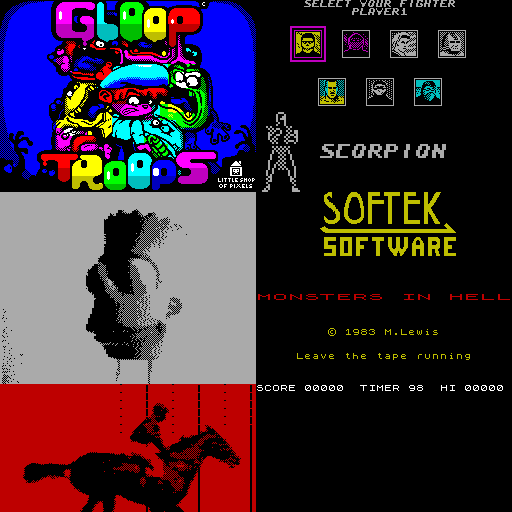 GLOOP
TROOPS
LITTLE SHOP
OF PIXELS
SELECT YOUR FIGHTER
PLAYER1
SCORPION
SOFTEK
SOFTWARE
MONSTERS IN HELL
© 1983 M.Lewis
Leave the tape running
SCORE 00000 TIMER 98 HI 00000